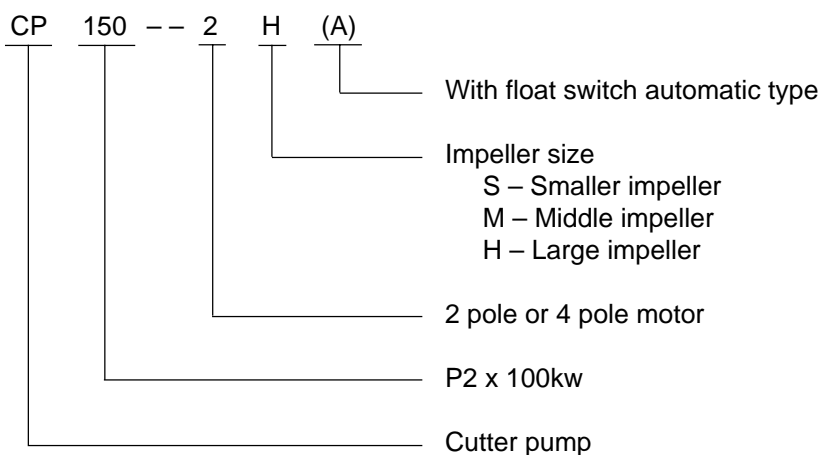 CP 150 – – 2 H (A)
With float switch automatic type
Impeller size
S – Smaller impeller
M – Middle impeller
H – Large impeller
2 pole or 4 pole motor
P2 x 100kw
Cutter pump